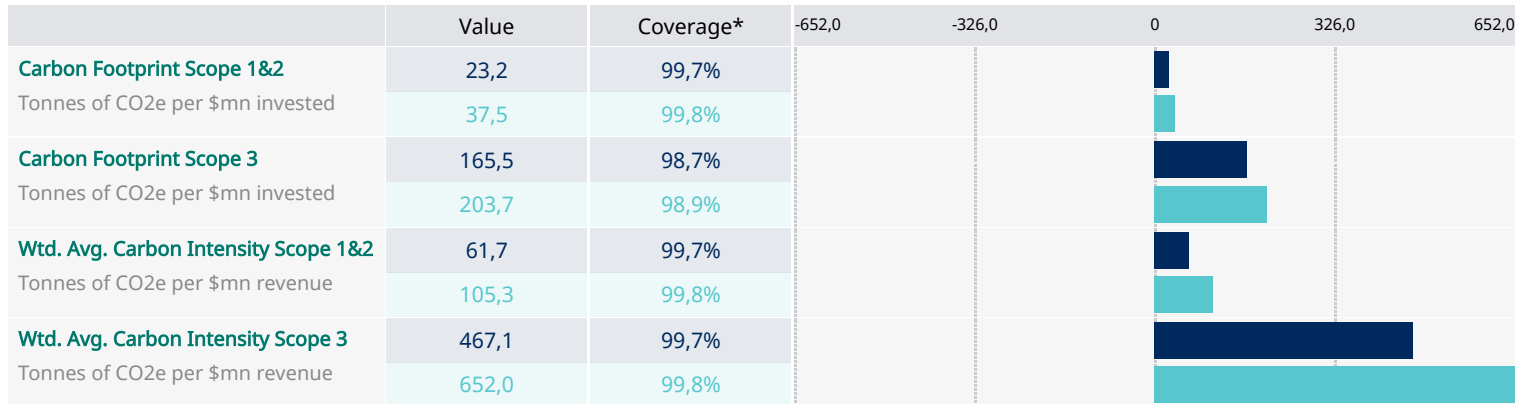 Value Coverage* -652,0 -326,0 0 326,0 652,0
Carbon Footprint Scope 1&2 23,2 99,7%
Tonnes of CO2e per $mn invested 37,5 99,8%
Carbon Footprint Scope 3 165,5 98,7%
Tonnes of CO2e per $mn invested 203,7 98,9%
Wtd. Avg. Carbon Intensity Scope 1&2 61,7 99,7%
Tonnes of CO2e per $mn revenue 105,3 99,8%
Wtd. Avg. Carbon Intensity Scope 3 467,1 99,7%
Tonnes of CO2e per $mn revenue 652,0 99,8%